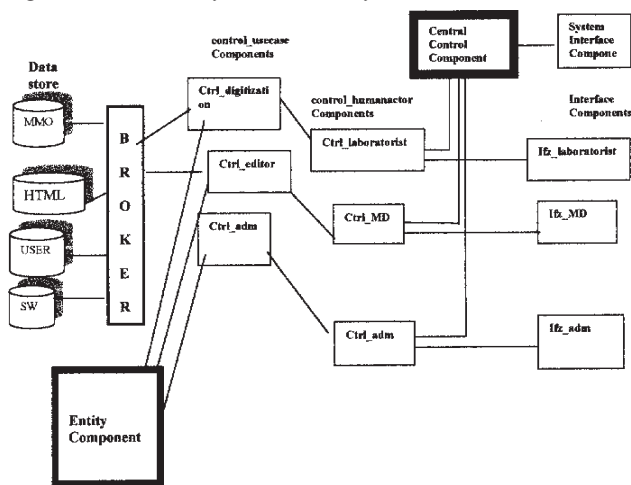 Central
Control
Component
System
Interface
Compone
control_usecase
Components
Data
store
Ctrl_digitizati
on
control_humanactor
Components
Interface
Components
MMO
B
R
O
K
E
R
Ctrl_laboratorist
Ifz_laboratorist
Ctrl_editor
HTML
Ctrl_adm
Ctrl_MD
Ifz_MD
USER
SW
Ctrl_adm
Ifz_adm
Entity
Component